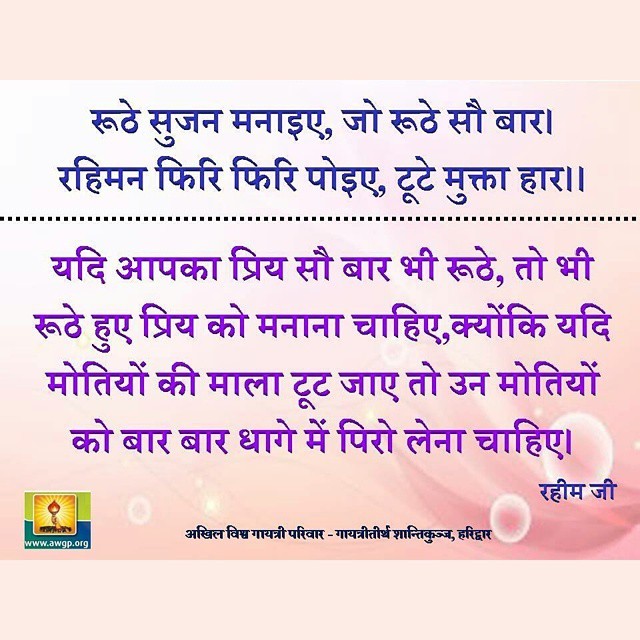 रूठे सुजन मनाइए, जो रूठे सौ बार।
रहिमन फिरि फिरि पोइए, टूटे मुक्ता हार।।
यदि आपका प्रिय सौ बार भी रूठे, तो भी
रूठे हुए प्रिय को मनाना चाहिए,क्योंकि यदि
मोतियों की माला टूट जाए तो उन मोतियों
को बार बार धागे में पिरो लेना चाहिए।
रहीम जी
www.awgp.org
अखिल विश्व गायत्री परिवार - गायत्रीतीर्थ शान्तिकुञ्ज, हरिद्वार